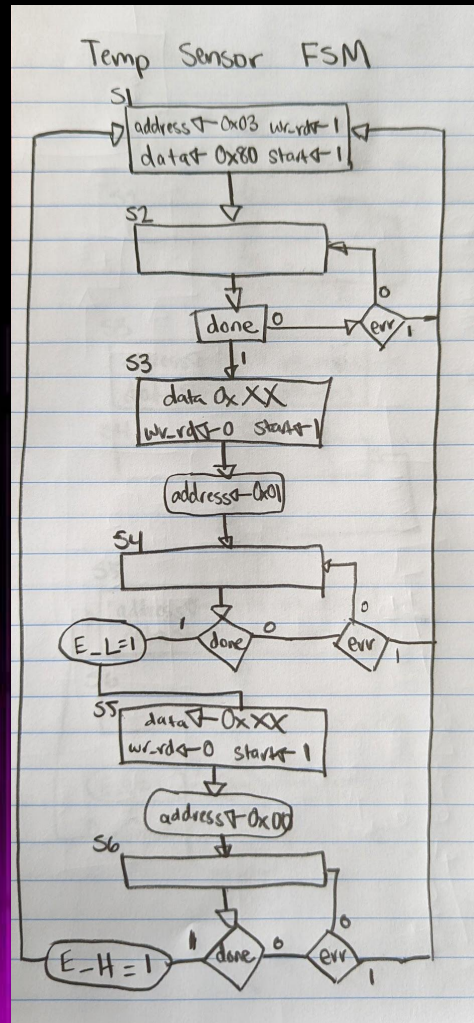 Temp Sensor FSM
S1
address ← 0x03 wr_rd ← 1
data ← 0x80 start ← 1
S2
0
done 0 err 1
1
S3
data 0xXX
wr_rd ← 0 start ← 1
address ← 0x01
S4
0
E_L=1 1 done 0 err 1
S5
data ← 0xXX
wr_rd ← 0 start ← 1
address ← 0x00
S6
0
E_H=1 1 done 0 err 1